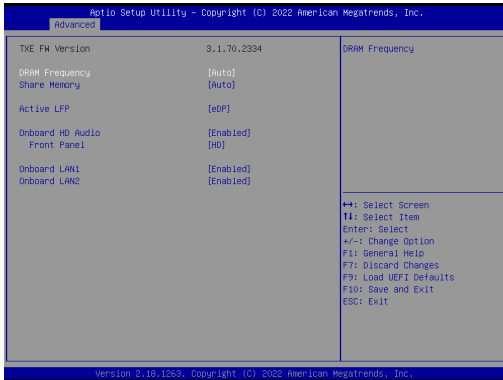 Aptio Setup Utility – Copyright (C) 2022 American Megatrends, Inc.
Advanced
TXE FW Version 3.1.70.2334
DRAM Frequency [Auto]
Share Memory [Auto]
Active LFP [eDP]
Onboard HD Audio [Enabled]
Front Panel [HD]
Onboard LAN1 [Enabled]
Onboard LAN2 [Enabled]
DRAM Frequency
↔: Select Screen
↑↓: Select Item
Enter: Select
+/-: Change Option
F1: General Help
F7: Discard Changes
F9: Load UEFI Defaults
F10: Save and Exit
ESC: Exit
Version 2.18.1263. Copyright (C) 2022 American Megatrends, Inc.